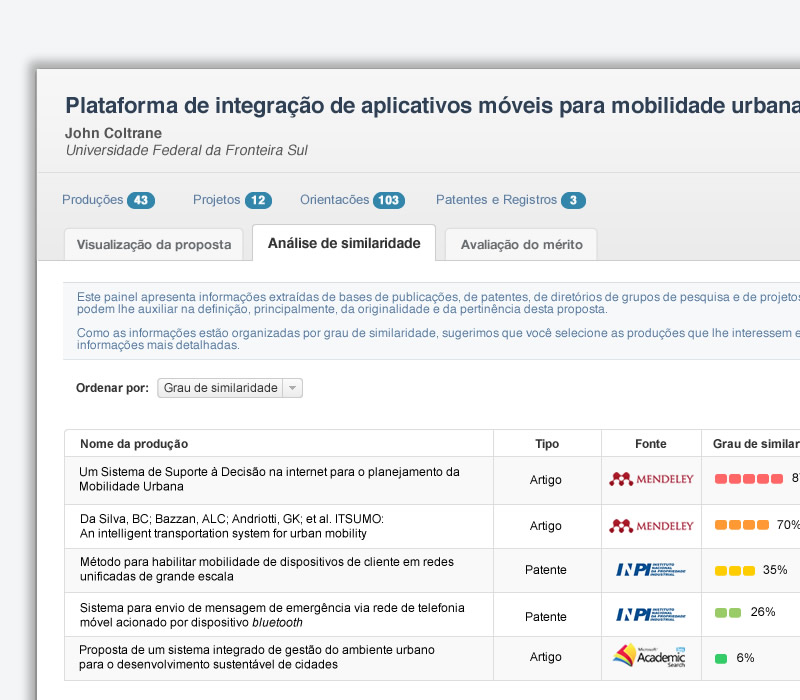 Plataforma de integração de aplicativos móveis para mobilidade urbana
John Coltrane
Universidade Federal da Fronteira Sul
Produções 43 Projetos 12 Orientacões 103 Patentes e Registros 3
Visualização da proposta Análise de similaridade Avaliação do mérito
Este painel apresenta informações extraídas de bases de publicações, de patentes, de diretórios de grupos de pesquisa e de projetos
podem lhe auxiliar na definição, principalmente, da originalidade e da pertinência desta proposta.
Como as informações estão organizadas por grau de similaridade, sugerimos que você selecione as produções que lhe interessem e
informações mais detalhadas.
Ordenar por: Grau de similaridade
Nome da produção Tipo Fonte Grau de similar
Um Sistema de Suporte à Decisão na internet para o planejamento da
Mobilidade Urbana
Artigo MENDELEY
Da Silva, BC; Bazzan, ALC; Andriotti, GK; et al. ITSUMO:
An intelligent transportation system for urban mobility
Artigo MENDELEY 70%
Método para habilitar mobilidade de dispositivos de cliente em redes
unificadas de grande escala
Patente INPI INSTITUTO NACIONAL DA PROPRIEDADE INDUSTRIAL 35%
Sistema para envio de mensagem de emergência via rede de telefonia
móvel acionado por dispositivo bluetooth
Patente INPI INSTITUTO NACIONAL DA PROPRIEDADE INDUSTRIAL 26%
Proposta de um sistema integrado de gestão do ambiente urbano
para o desenvolvimento sustentável de cidades
Artigo Microsoft Academic Search 6%